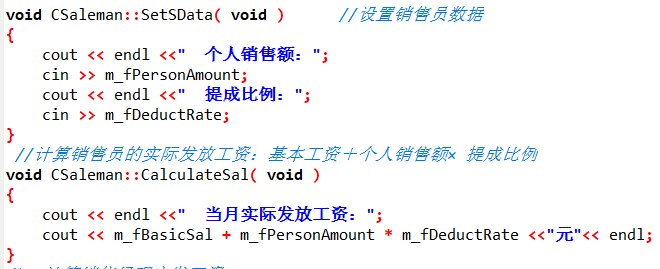 void CSaleman::SetSData( void )      //设置销售员数据
{
    cout << endl <<"  个人销售额：";
    cin >> m_fPersonAmount;
    cout << endl <<"  提成比例：";
    cin >> m_fDeductRate;
}
//计算销售员的实际发放工资：基本工资＋个人销售额× 提成比例
void CSaleman::CalculateSal( void )
{
    cout << endl <<"  当月实际发放工资：";
    cout << m_fBasicSal + m_fPersonAmount * m_fDeductRate <<"元"<< endl;
}